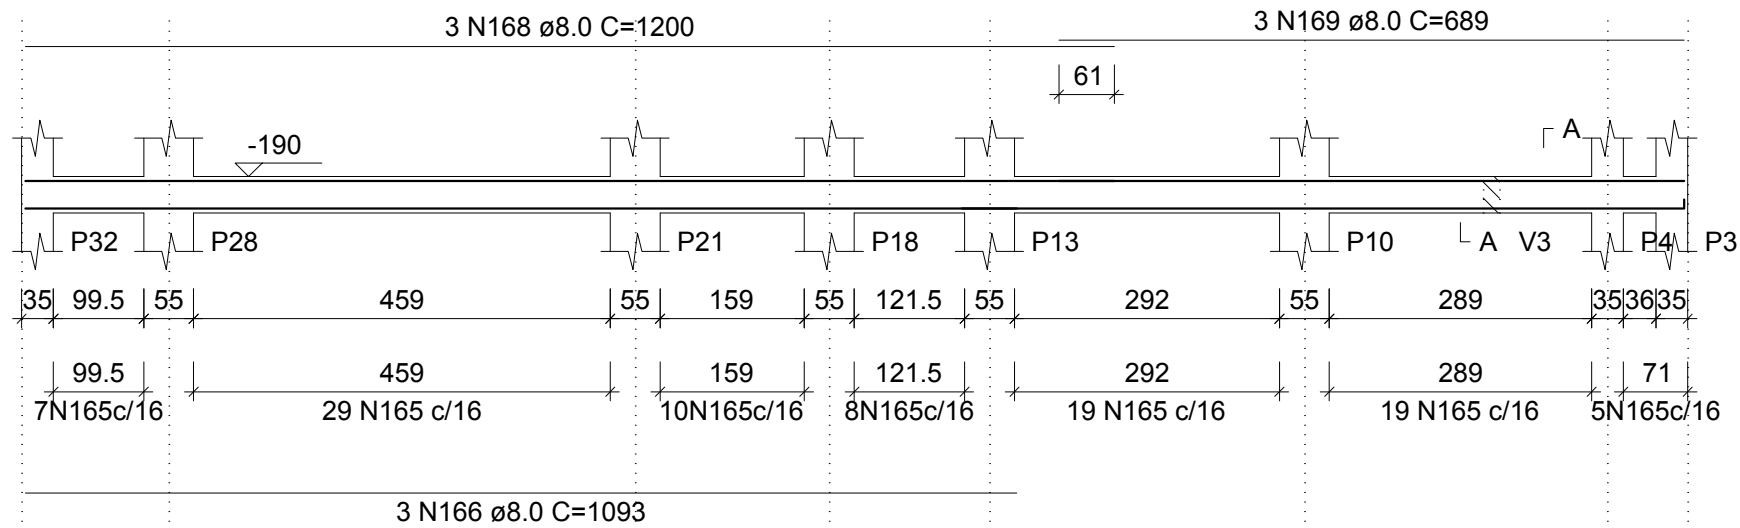 3 N168 ø8.0 C=1200
3 N169 ø8.0 C=689
61
A
-190
P32 P28 P21 P18 P13 P10 A V3 P4 P3
35 99.5 55 459 55 159 55 121.5 55 292 55 289 35 36 35
99.5 459 159 121.5 292 289 71
7N165c/16 29 N165 c/16 10N165c/16 8N165c/16 19 N165 c/16 19 N165 c/16 5N165c/16
3 N166 ø8.0 C=1093